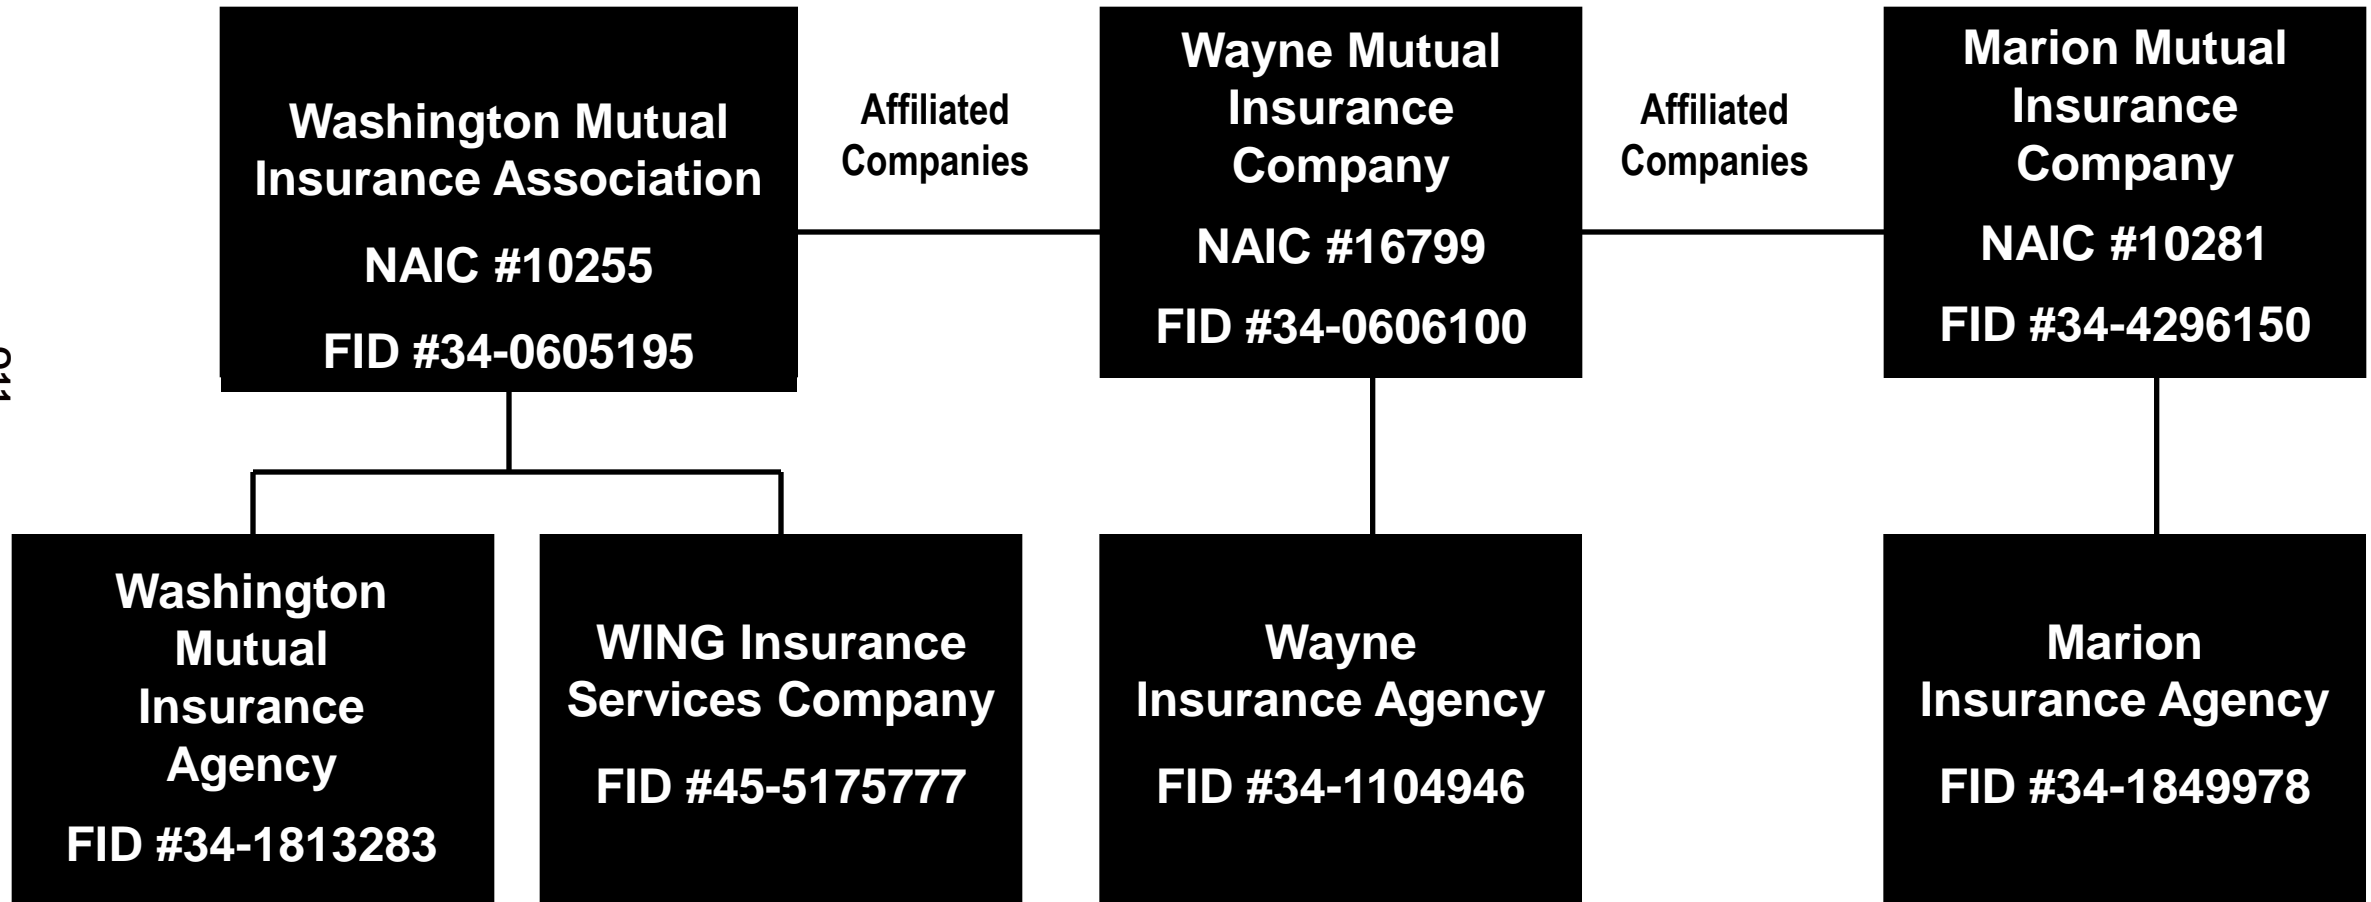 Washington Mutual
Insurance Association
NAIC #10255
FID #34-0605195
Affiliated
Companies
Wayne Mutual
Insurance
Company
NAIC #16799
FID #34-0606100
Affiliated
Companies
Marion Mutual
Insurance
Company
NAIC #10281
FID #34-4296150
Washington
Mutual
Insurance
Agency
FID #34-1813283
WING Insurance
Services Company
FID #45-5175777
Wayne
Insurance Agency
FID #34-1104946
Marion
Insurance Agency
FID #34-1849978